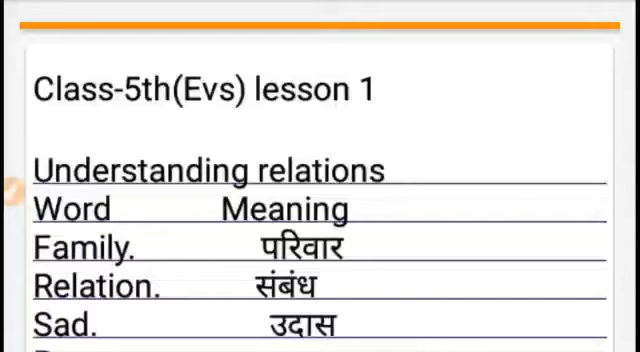 Class-5th(Evs) lesson 1
Understanding relations
Word Meaning
Family. परिवार
Relation. संबंध
Sad. उदास